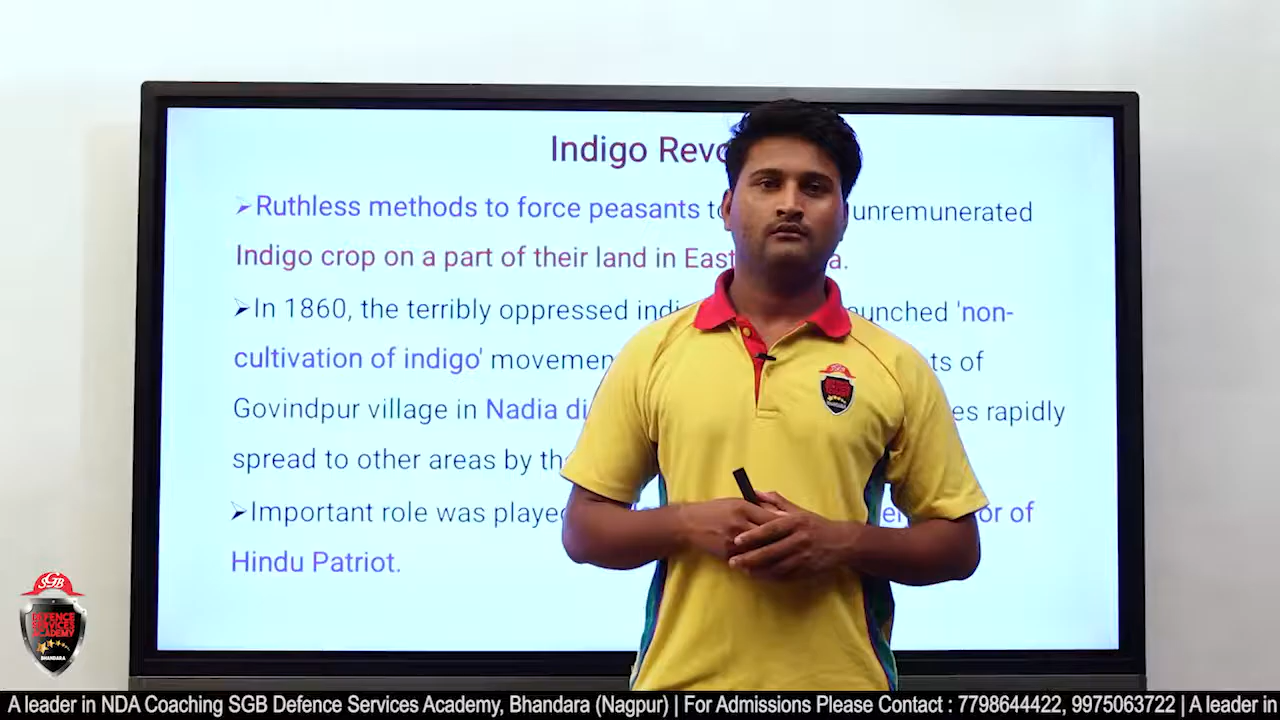 Indigo Revo
➢Ruthless methods to force peasants to unremunerated
Indigo crop on a part of their land in East a.
➢In 1860, the terribly oppressed indi unched 'non-
cultivation of indigo' movemen ts of
Govindpur village in Nadia di es rapidly
spread to other areas by the
➢Important role was played or of
Hindu Patriot.
SGB
DEFENCE
SERVICES
ACADEMY
BHANDARA
A leader in NDA Coaching SGB Defence Services Academy, Bhandara (Nagpur) | For Admissions Please Contact : 7798644422, 9975063722 | A leader in